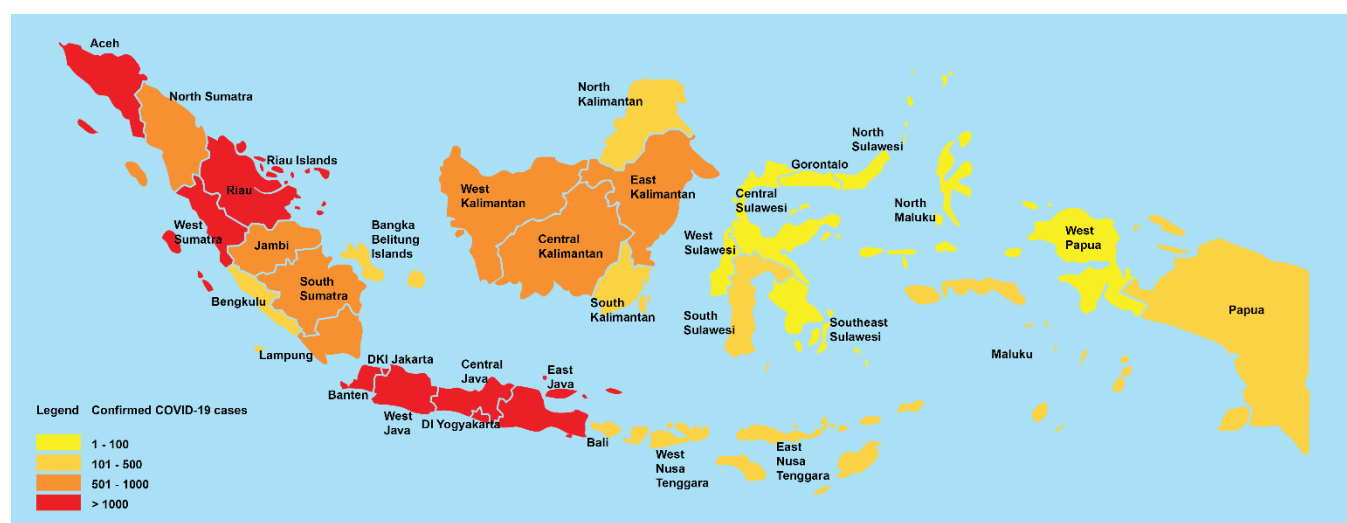 Aceh
North Sumatra
Riau Islands
Riau
West
Sumatra
Jambi
Bangka
Belitung
Islands
South
Sumatra
Bengkulu
Lampung
North
Kalimantan
West
Kalimantan
East
Kalimantan
Central
Kalimantan
South
Kalimantan
North
Sulawesi
Gorontalo
Central
Sulawesi
West
Sulawesi
South
Sulawesi
Southeast
Sulawesi
North
Maluku
West
Papua
Papua
Maluku
DKI Jakarta
Banten
West
Java
Central
Java
DI Yogyakarta
East
Java
Bali
West
Nusa
Tenggara
East
Nusa
Tenggara
Legend Confirmed COVID-19 cases
1 - 100
101 - 500
501 - 1000
> 1000